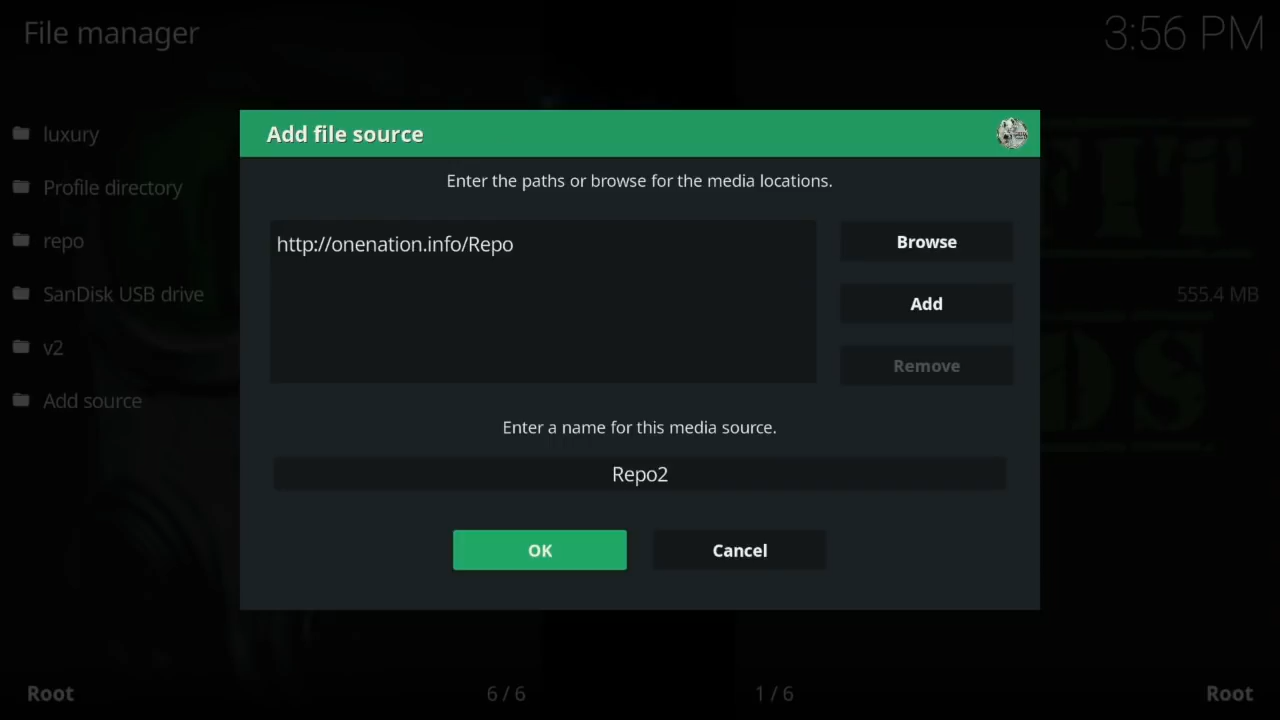 File manager
3:56 PM
Add file source
Enter the paths or browse for the media locations.
luxury
Profile directory
repo
SanDisk USB drive
v2
Add source
http://onenation.info/Repo
Browse
Add
Remove
555.4 MB
Enter a name for this media source.
Repo2
OK
Cancel
Root
6 / 6
1 / 6
Root